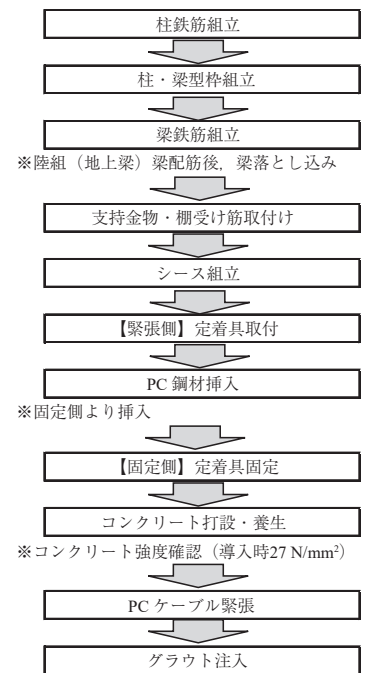 柱鉄筋組立
柱・梁型枠組立
梁鉄筋組立
※陸組（地上梁）梁配筋後，梁落とし込み
支持金物・棚受け筋取付け
シース組立
【緊張側】定着具取付
PC 鋼材挿入
※固定側より挿入
【固定側】定着具固定
コンクリート打設・養生
※コンクリート強度確認（導入時27 N/mm²）
PC ケーブル緊張
グラウト注入